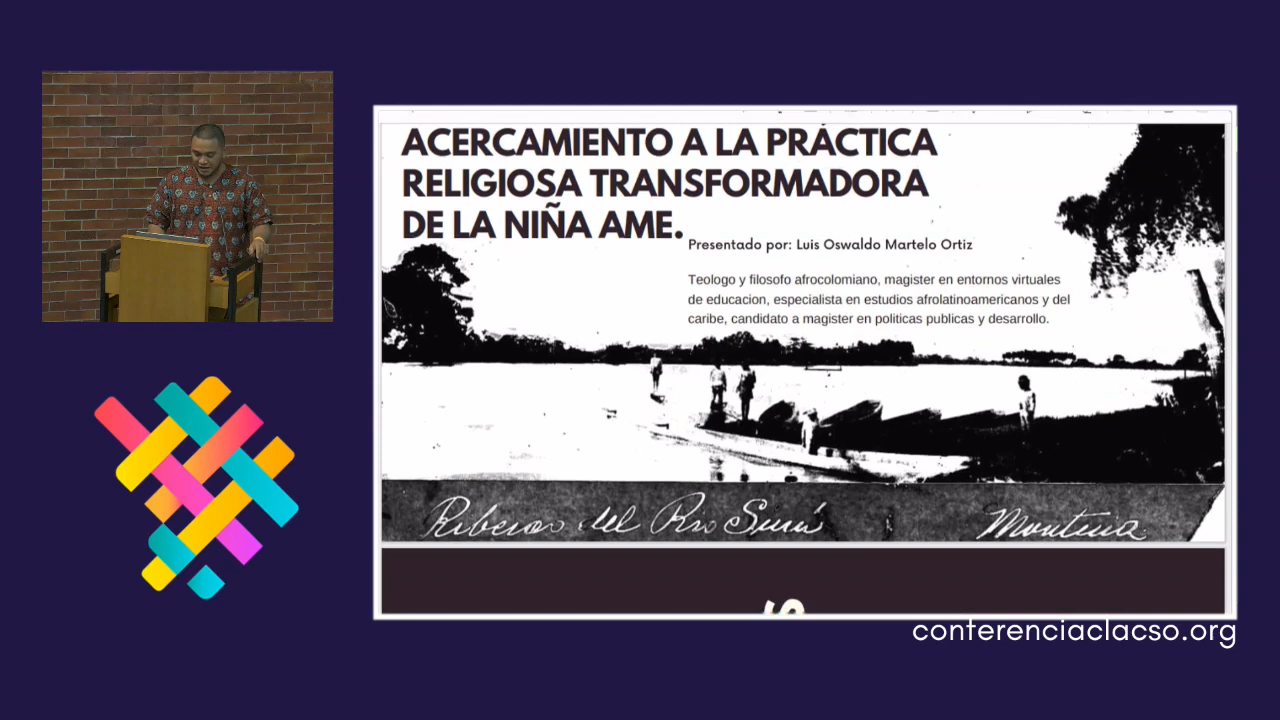 ACERCAMIENTO A LA PRÁCTICA
RELIGIOSA TRANSFORMADORA
DE LA NIÑA AME.
Presentado por: Luis Oswaldo Martelo Ortiz
Teologo y filosofo afrocolomiano, magister en entornos virtuales
de educacion, especialista en estudios afrolatinoamericanos y del
caribe, candidato a magister en politicas publicas y desarrollo.
Riberas del Rio Sinú Montería
conferenciaclacso.org